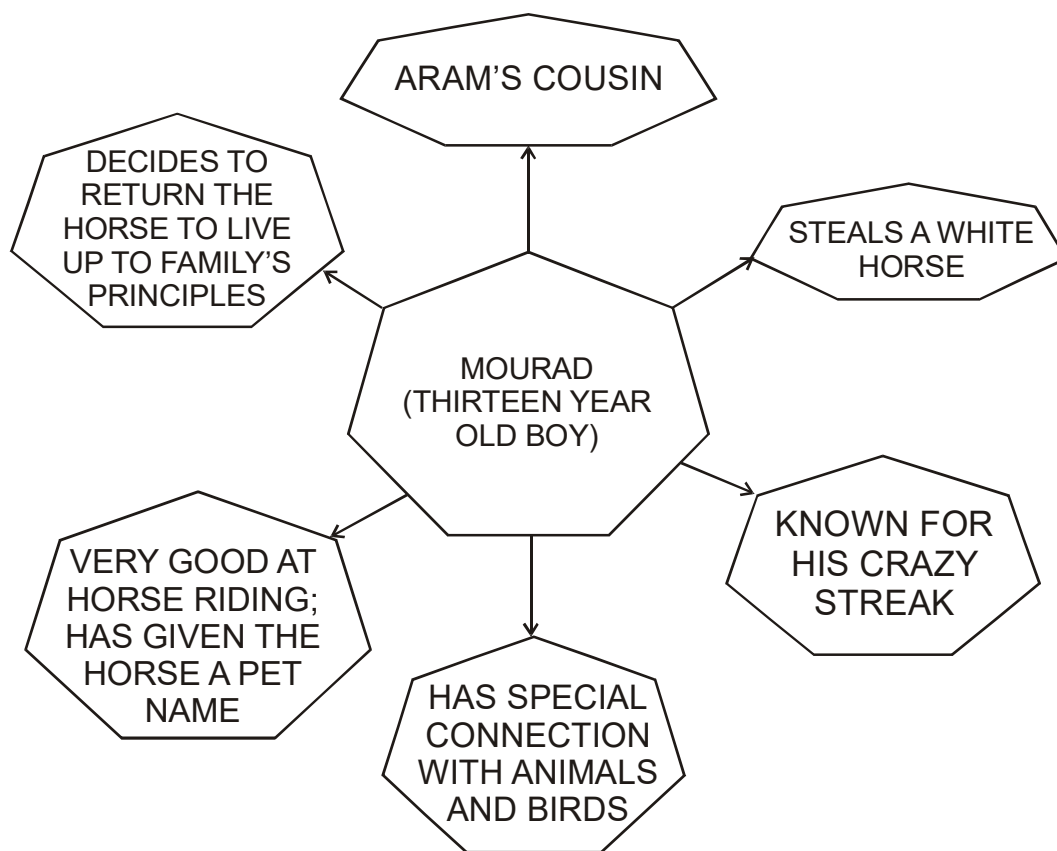 ARAM’S COUSIN
DECIDES TO
RETURN THE
HORSE TO LIVE
UP TO FAMILY’S
PRINCIPLES
STEALS A WHITE
HORSE
MOURAD
(THIRTEEN YEAR
OLD BOY)
KNOWN FOR
HIS CRAZY
STREAK
VERY GOOD AT
HORSE RIDING;
HAS GIVEN THE
HORSE A PET
NAME
HAS SPECIAL
CONNECTION
WITH ANIMALS
AND BIRDS